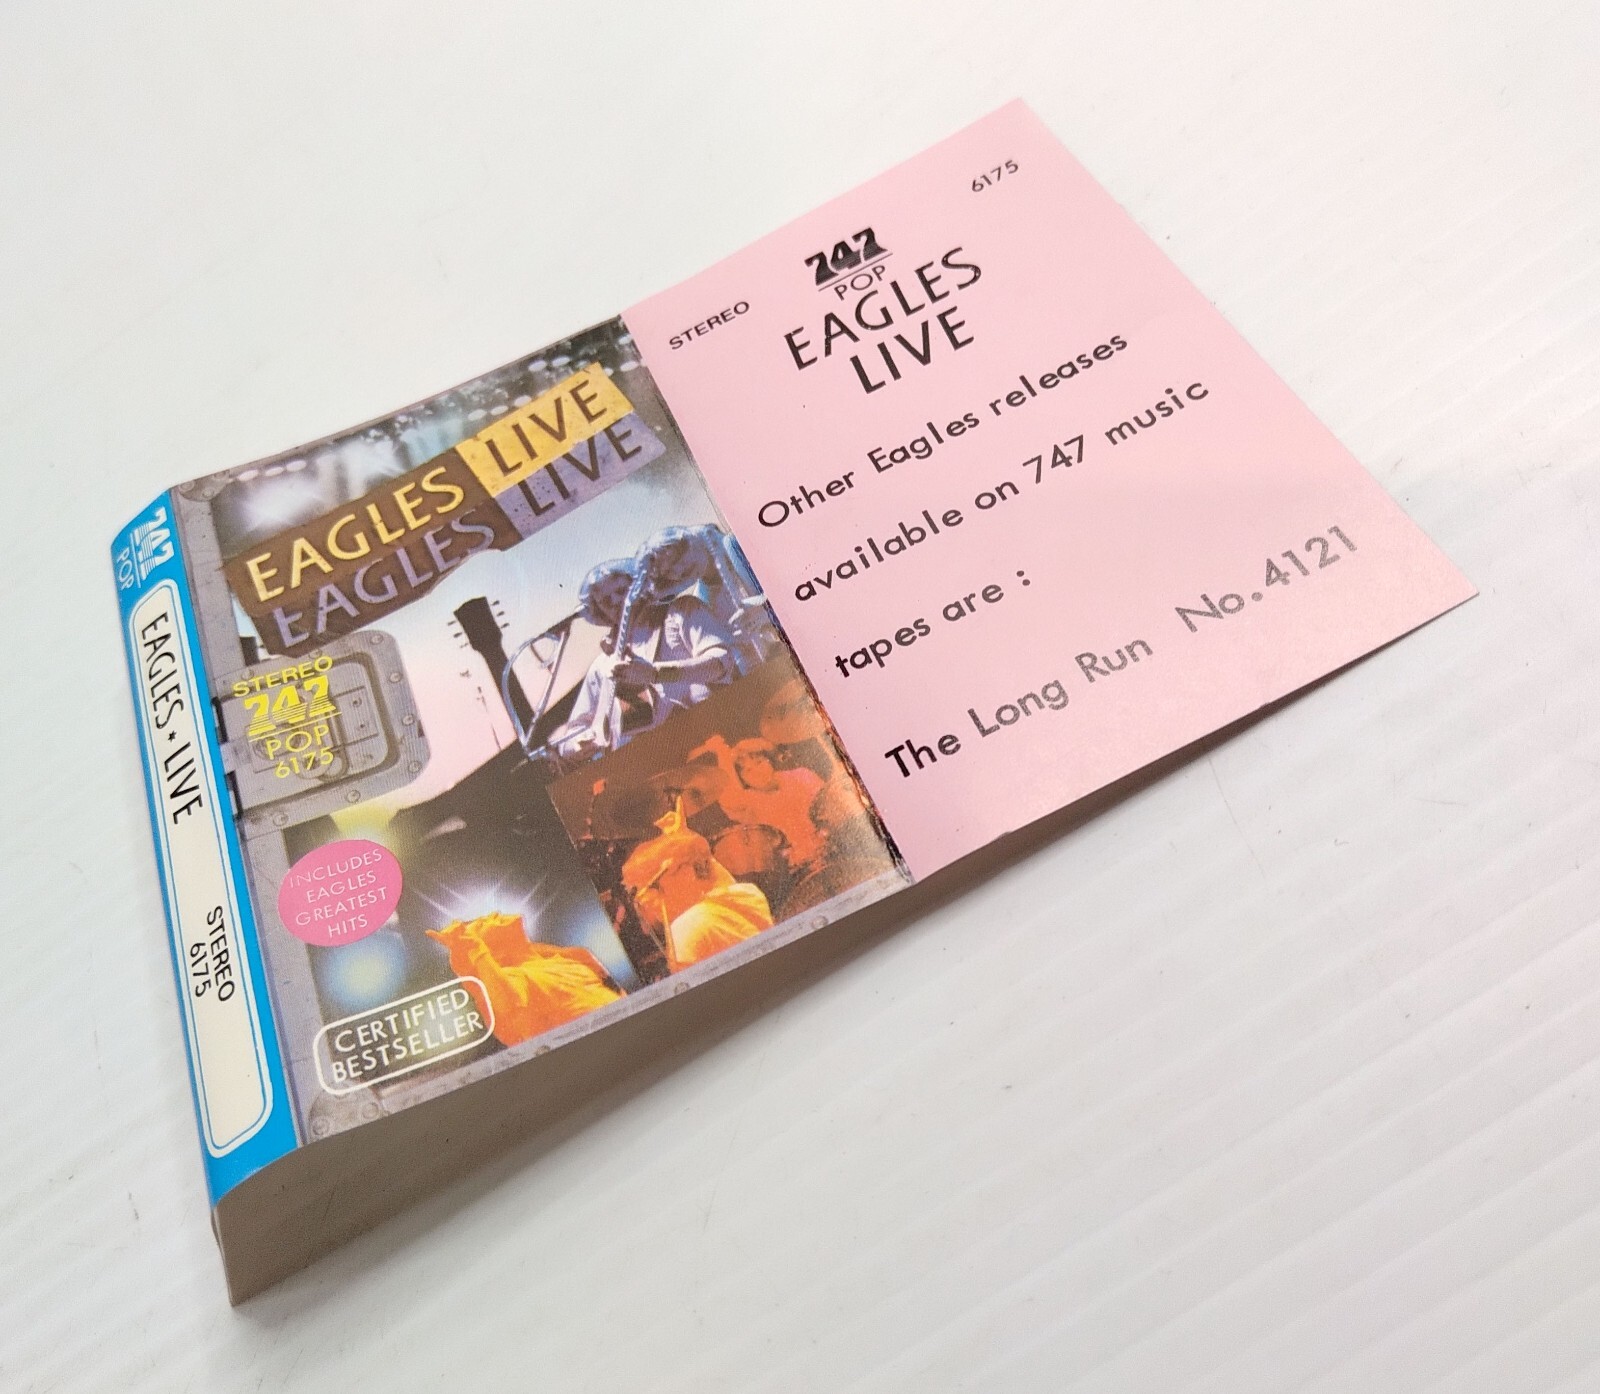 747
POP
EAGLES ★ LIVE
STEREO
6175
EAGLES LIVE
EAGLES LIVE
STEREO
747
POP
6175
INCLUDES
EAGLES
GREATEST
HITS
CERTIFIED
BESTSELLER
6175
STEREO
747
POP
EAGLES
LIVE
Other Eagles releases
available on 747 music
tapes are :
The Long Run No.4121